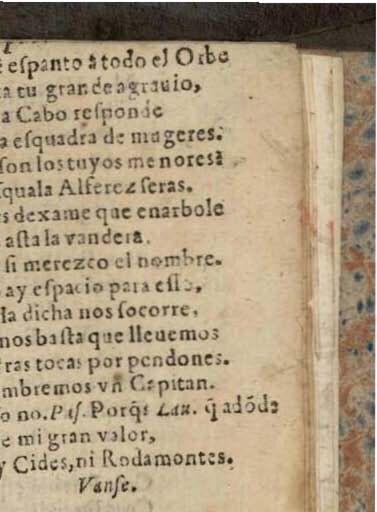 espanto à todo el Orbe
tu grande agrauio,
a Cabo responde
a esquadra de mugeres.
son los tuyos menores?
squala Alferez seras.
s dexame que enarbole
asta la vandera.
si merezco el nombre.
ay espacio para esso,
la dicha nos socorre,
nos basta que lleuemos
tras tocas por pendones.
mbremos vn Capitan.
o no. Pas. Porq̃? Lau. q̃ adõde
e mi gran valor,
y Cides, ni Rodamontes.
Vanse.